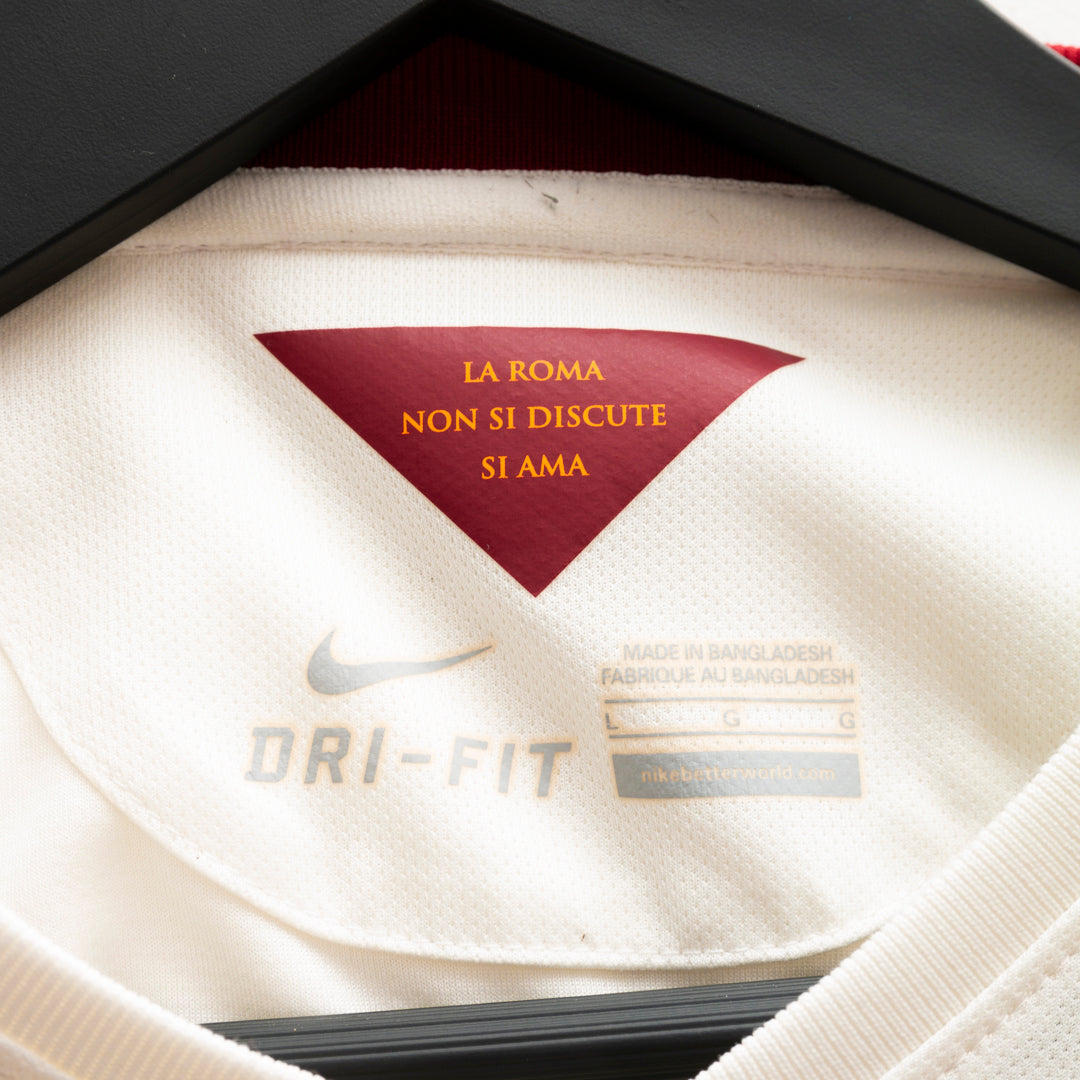 LA ROMA
NON SI DISCUTE
SI AMA
DRI-FIT
MADE IN BANGLADESH
FABRIQUE AU BANGLADESH
L G G
nikebetterworld.com